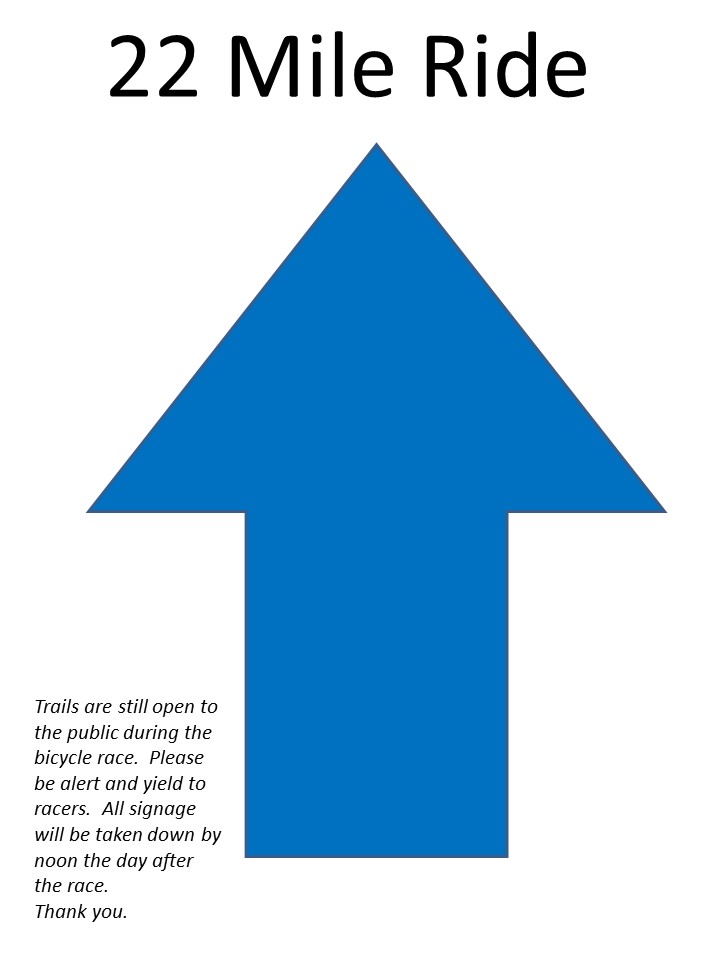 22 Mile Ride
Trails are still open to
the public during the
bicycle race.  Please
be alert and yield to
racers.  All signage
will be taken down by
noon the day after
the race.
Thank you.